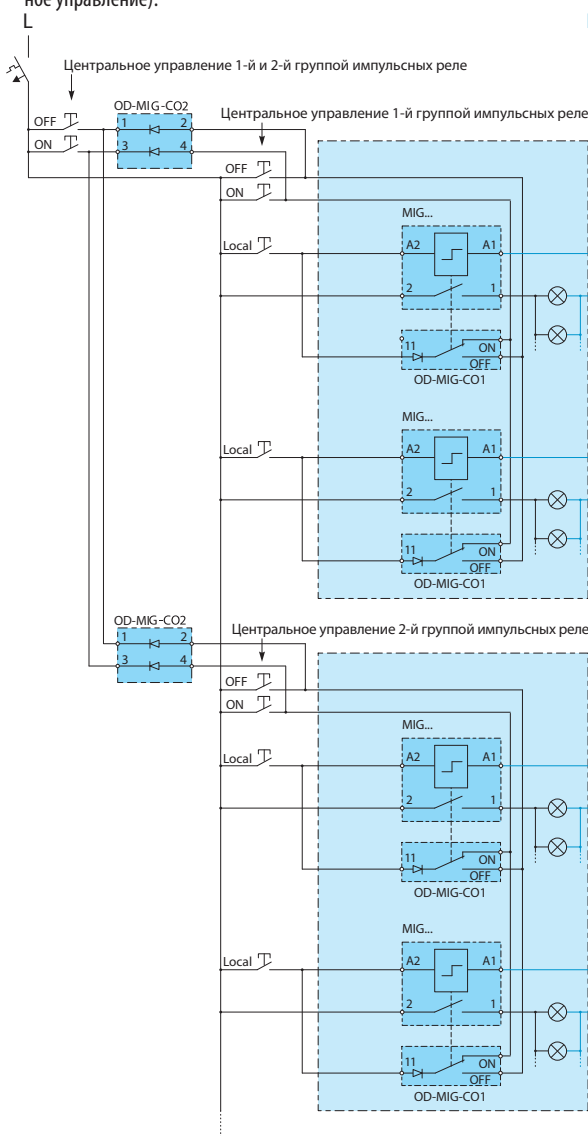 ное управление).
L
Центральное управление 1-й и 2-й группой импульсных реле
OD-MIG-CO2
Центральное управление 1-й группой импульсных реле
OFF
1 2
ON
3 4
OFF
ON
MIG...
Local
A2 A1
2 1
11
ON
OFF
OD-MIG-CO1
MIG...
Local
A2 A1
2 1
11
ON
OFF
OD-MIG-CO1
OD-MIG-CO2
Центральное управление 2-й группой импульсных реле
1 2
3 4
OFF
ON
MIG...
Local
A2 A1
2 1
11
ON
OFF
OD-MIG-CO1
MIG...
Local
A2 A1
2 1
11
ON
OFF
OD-MIG-CO1